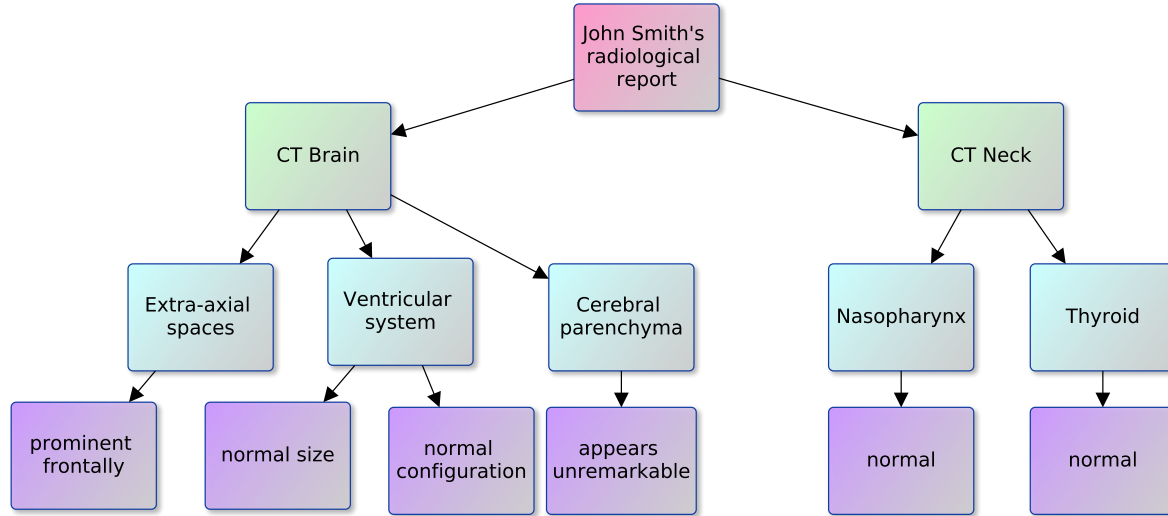 John Smith's
radiological
report
CT Brain
CT Neck
Extra-axial
spaces
Ventricular
system
Cerebral
parenchyma
Nasopharynx
Thyroid
prominent
frontally
normal size
normal
configuration
appears
unremarkable
normal
normal